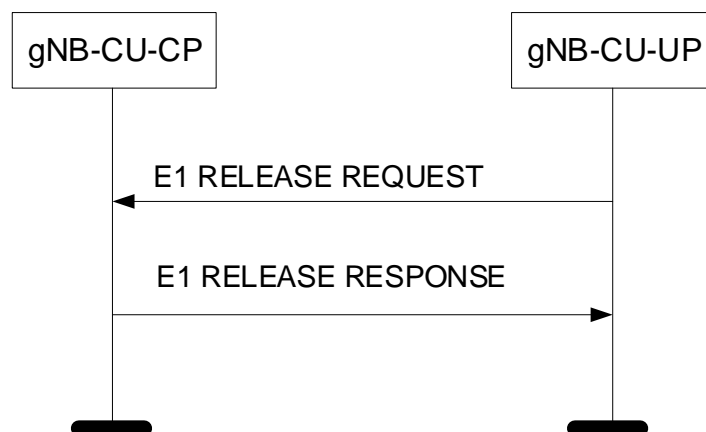 gNB-CU-CP
gNB-CU-UP
E1 RELEASE REQUEST
E1 RELEASE RESPONSE